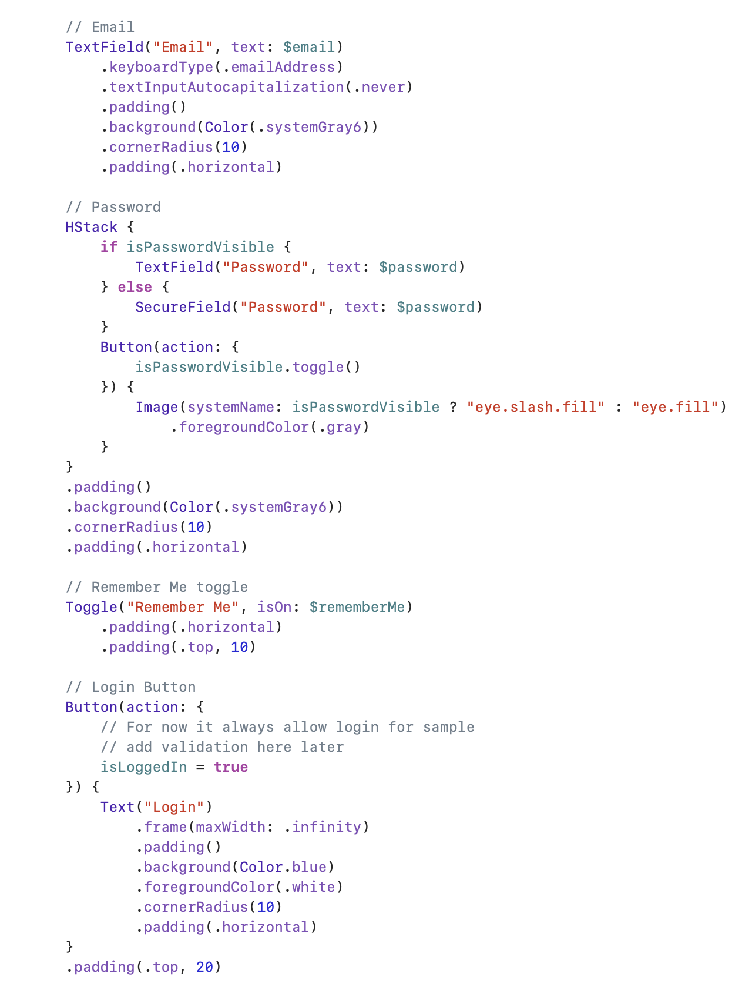 // Email
TextField("Email", text: $email)
    .keyboardType(.emailAddress)
    .textInputAutocapitalization(.never)
    .padding()
    .background(Color(.systemGray6))
    .cornerRadius(10)
    .padding(.horizontal)

// Password
HStack {
    if isPasswordVisible {
        TextField("Password", text: $password)
    } else {
        SecureField("Password", text: $password)
    }
    Button(action: {
        isPasswordVisible.toggle()
    }) {
        Image(systemName: isPasswordVisible ? "eye.slash.fill" : "eye.fill")
            .foregroundColor(.gray)
    }
}
.padding()
.background(Color(.systemGray6))
.cornerRadius(10)
.padding(.horizontal)

// Remember Me toggle
Toggle("Remember Me", isOn: $rememberMe)
    .padding(.horizontal)
    .padding(.top, 10)

// Login Button
Button(action: {
    // For now it always allow login for sample
    // add validation here later
    isLoggedIn = true
}) {
    Text("Login")
        .frame(maxWidth: .infinity)
        .padding()
        .background(Color.blue)
        .foregroundColor(.white)
        .cornerRadius(10)
        .padding(.horizontal)
}
.padding(.top, 20)